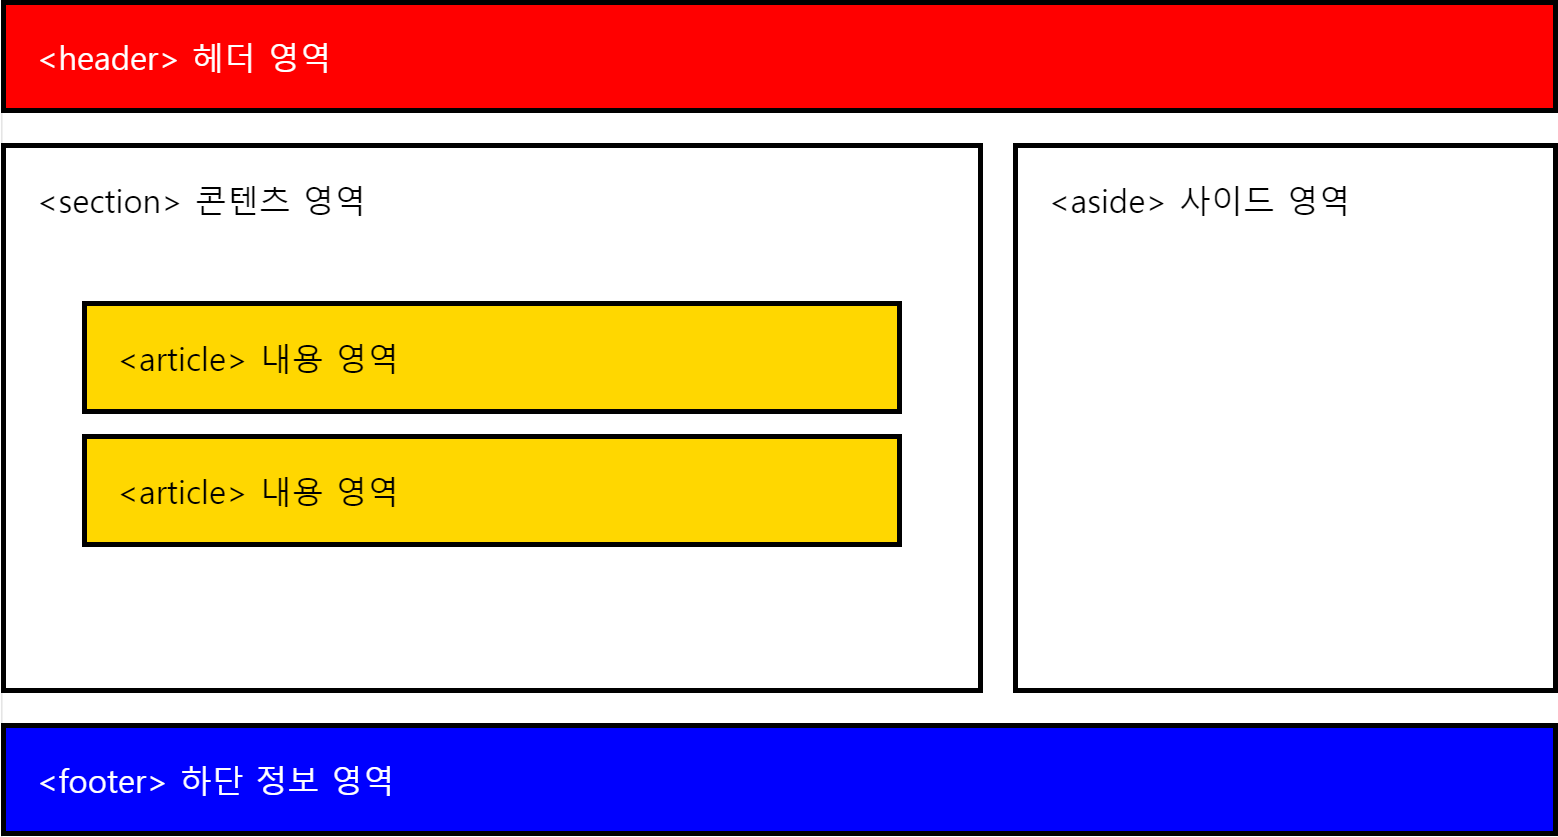 <header> 헤더 영역
<section> 콘텐츠 영역
<aside> 사이드 영역
<article> 내용 영역
<article> 내용 영역
<footer> 하단 정보 영역